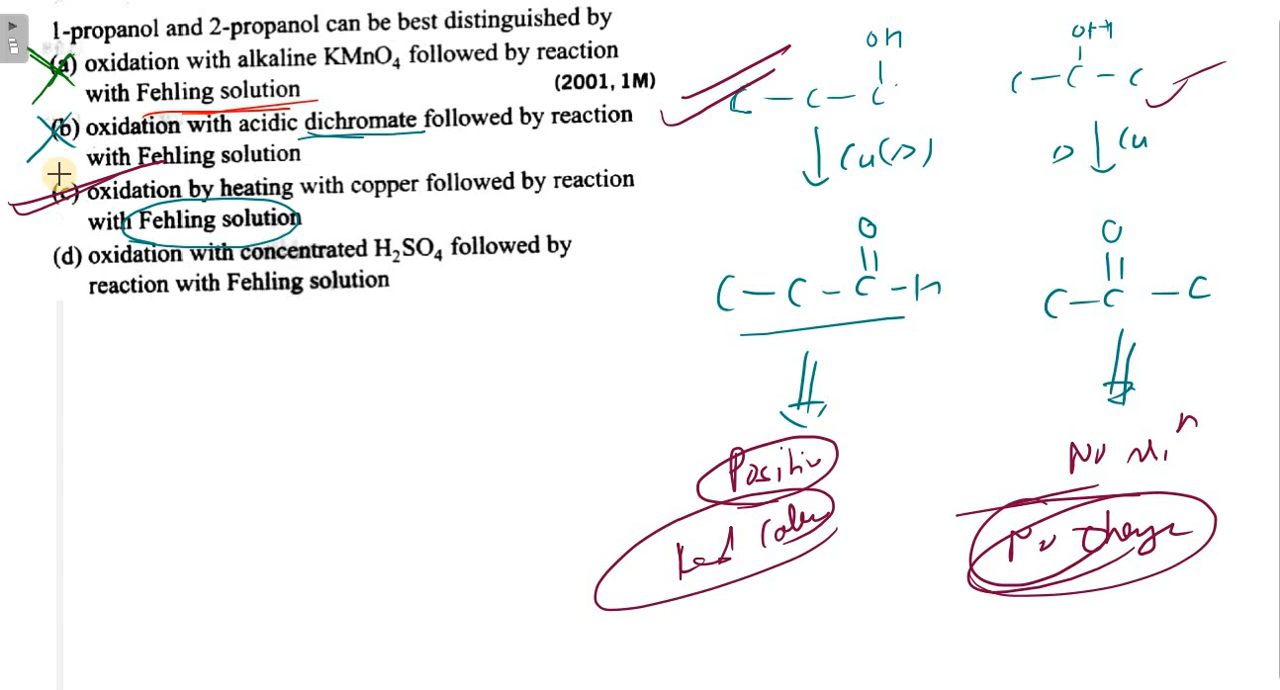 1-propanol and 2-propanol can be best distinguished by
(a) oxidation with alkaline KMnO₄ followed by reaction
with Fehling solution (2001, 1M)
(b) oxidation with acidic dichromate followed by reaction
with Fehling solution
(c) oxidation by heating with copper followed by reaction
with Fehling solution
(d) oxidation with concentrated H₂SO₄ followed by
reaction with Fehling solution
OH
C – C – C
Cu(Δ)
O
||
C – C – C – H
Positiv
Red Colour
OH
C – C – C
Δ Cu
O
||
C – C – C
No
No change